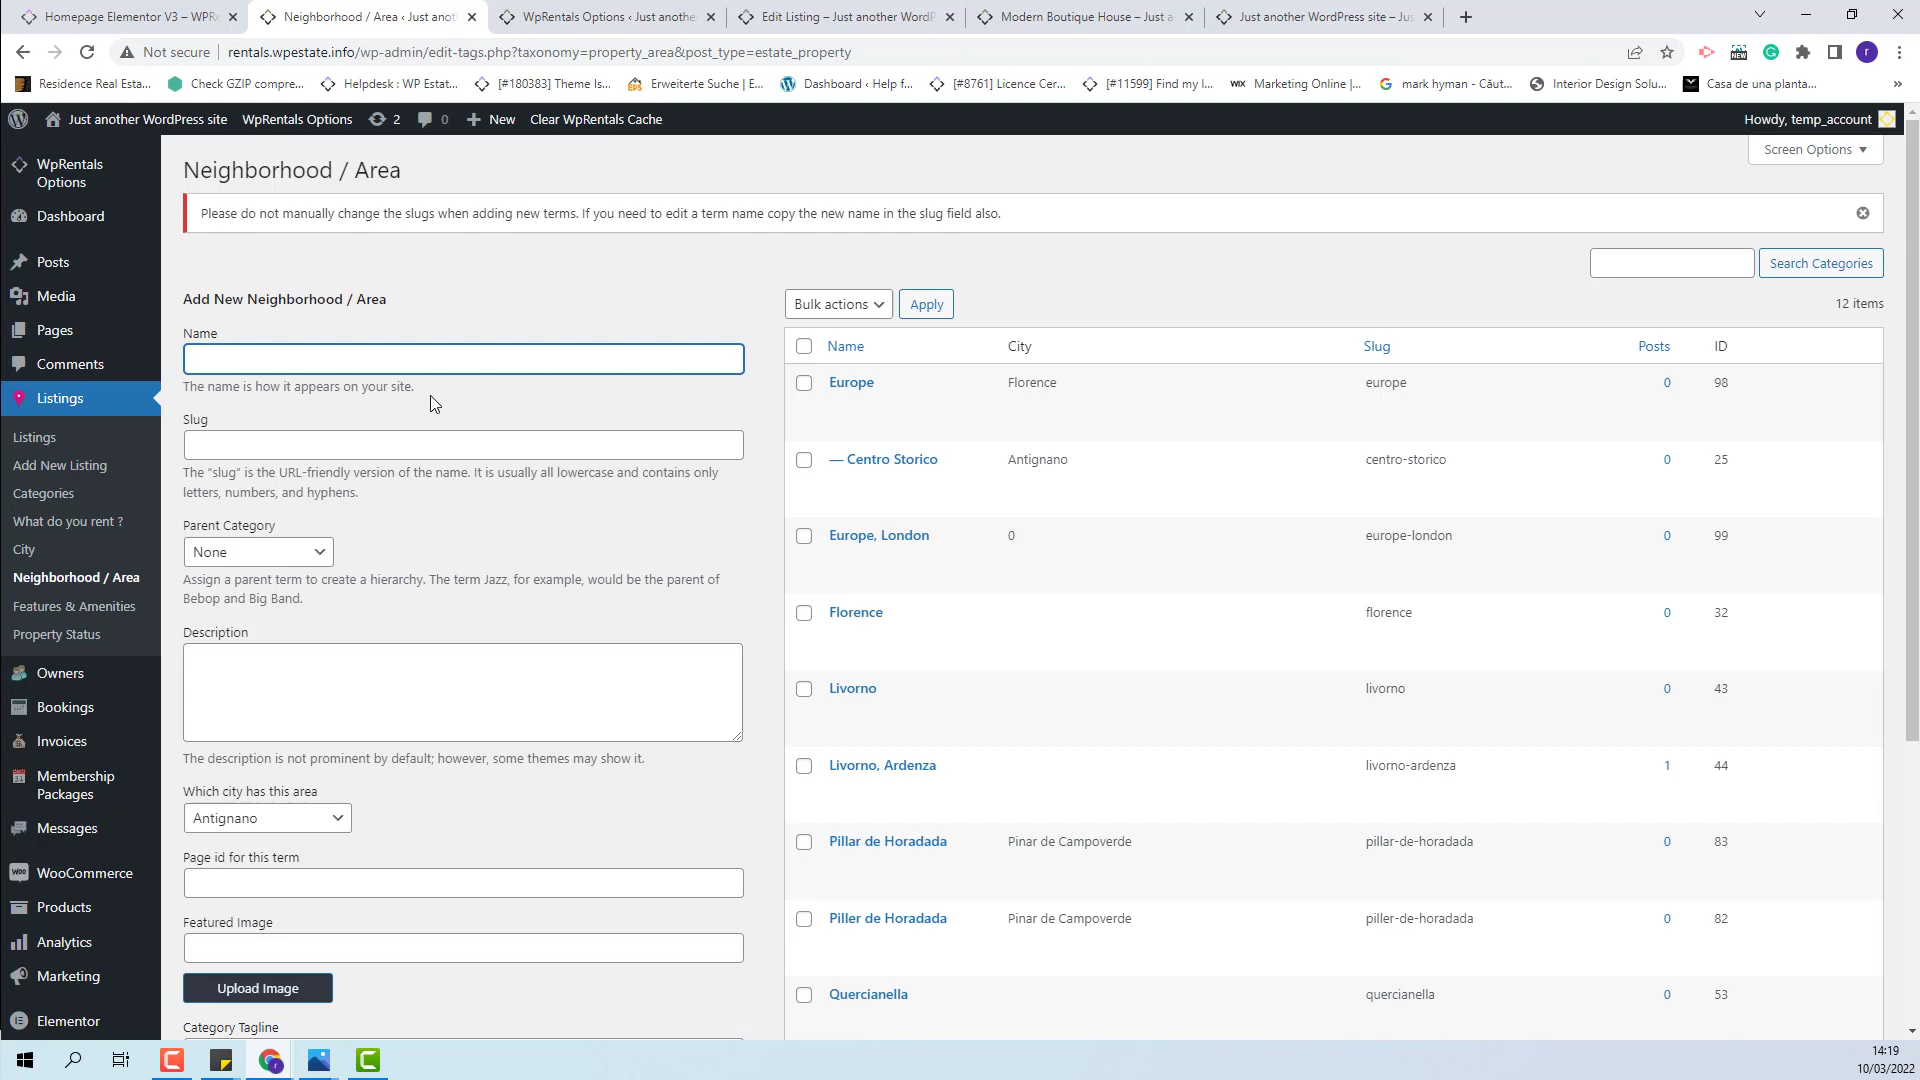 Homepage Elementor V3 – WPRe
Neighborhood / Area ‹ Just anot
WpRentals Options ‹ Just anothe
Edit Listing – Just another WordP
Modern Boutique House – Just a
Just another WordPress site – Jus
Not secure
rentals.wpestate.info/wp-admin/edit-tags.php?taxonomy=property_area&post_type=estate_property
NEW
r
Residence Real Esta...
Check GZIP compre...
Helpdesk : WP Estat...
[#180383] Theme Is...
EPS
Erweiterte Suche | E...
Dashboard ‹ Help f...
[#8761] Licence Cer...
[#11599] Find my l...
WIX
Marketing Online |...
mark hyman - Căut...
Interior Design Solu...
Casa de una planta...
»
Just another WordPress site
WpRentals Options
2
0
New
Clear WpRentals Cache
Howdy, temp_account
WpRentals
Options
Dashboard
Posts
Media
Pages
Comments
Listings
Listings
Add New Listing
Categories
What do you rent ?
City
Neighborhood / Area
Features & Amenities
Property Status
Owners
Bookings
Invoices
Membership
Packages
Messages
WooCommerce
Products
Analytics
Marketing
Elementor
Screen Options
Neighborhood / Area
Please do not manually change the slugs when adding new terms. If you need to edit a term name copy the new name in the slug field also.
Search Categories
Add New Neighborhood / Area
Name
The name is how it appears on your site.
Slug
The “slug” is the URL-friendly version of the name. It is usually all lowercase and contains only
letters, numbers, and hyphens.
Parent Category
None
Assign a parent term to create a hierarchy. The term Jazz, for example, would be the parent of
Bebop and Big Band.
Description
The description is not prominent by default; however, some themes may show it.
Which city has this area
Antignano
Page id for this term
Featured Image
Upload Image
Category Tagline
Bulk actions
Apply
12 items
Name City Slug Posts ID
Europe Florence europe 0 98
— Centro Storico Antignano centro-storico 0 25
Europe, London 0 europe-london 0 99
Florence florence 0 32
Livorno livorno 0 43
Livorno, Ardenza livorno-ardenza 1 44
Pillar de Horadada Pinar de Campoverde pillar-de-horadada 0 83
Piller de Horadada Pinar de Campoverde piller-de-horadada 0 82
Quercianella quercianella 0 53
14:19
10/03/2022